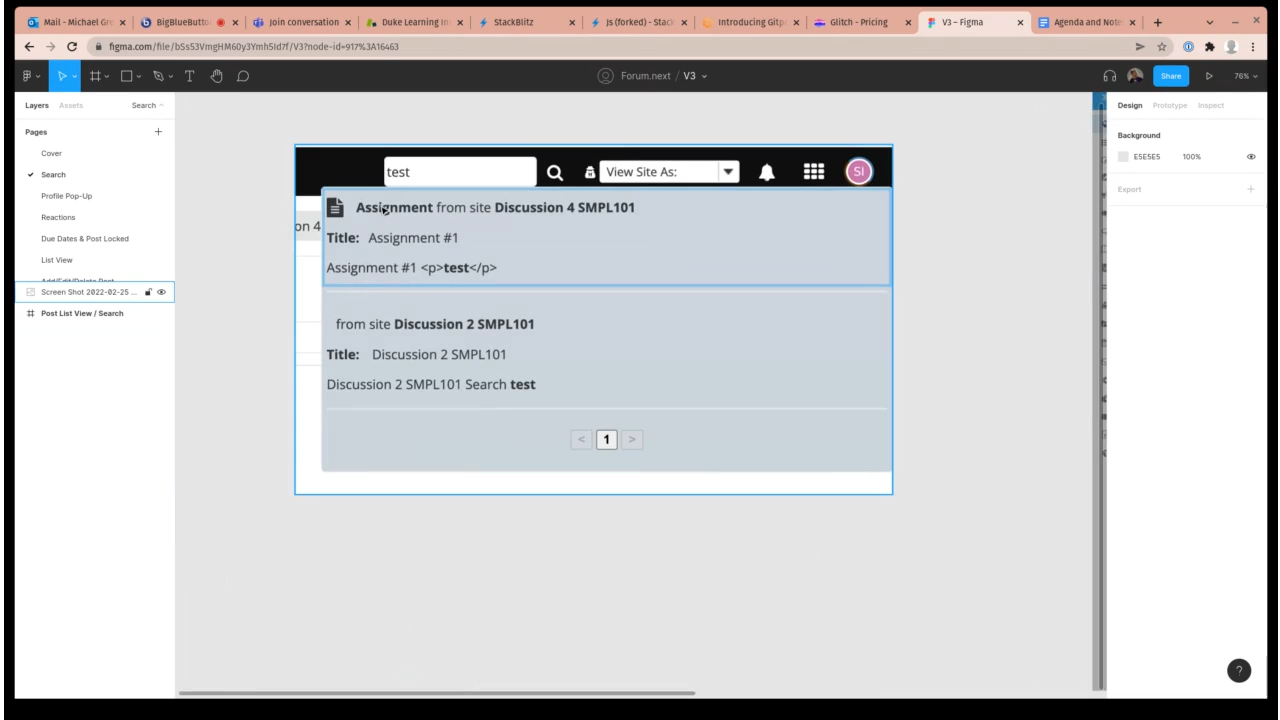 Mail - Michael Gre
BigBlueButto
Join conversation
Duke Learning In
StackBlitz
Js (forked) - Stack
Introducing Gitp
Glitch - Pricing
V3 – Figma
Agenda and Note
figma.com/file/bSs53VmgHM60y3Ymh5Id7f/V3?node-id=917%3A16463
Forum.next / V3
Share
76%
Layers
Assets
Search
Design
Prototype
Inspect
Pages
Cover
Search
Profile Pop-Up
Reactions
Due Dates & Post Locked
List View
Add/Edit/Delete Post
Screen Shot 2022-02-25 ...
Post List View / Search
Background
E5E5E5
100%
Export
test
View Site As:
SI
on 4
Assignment from site Discussion 4 SMPL101
Title: Assignment #1
Assignment #1 <p>test</p>
from site Discussion 2 SMPL101
Title: Discussion 2 SMPL101
Discussion 2 SMPL101 Search test
< 1 >
?